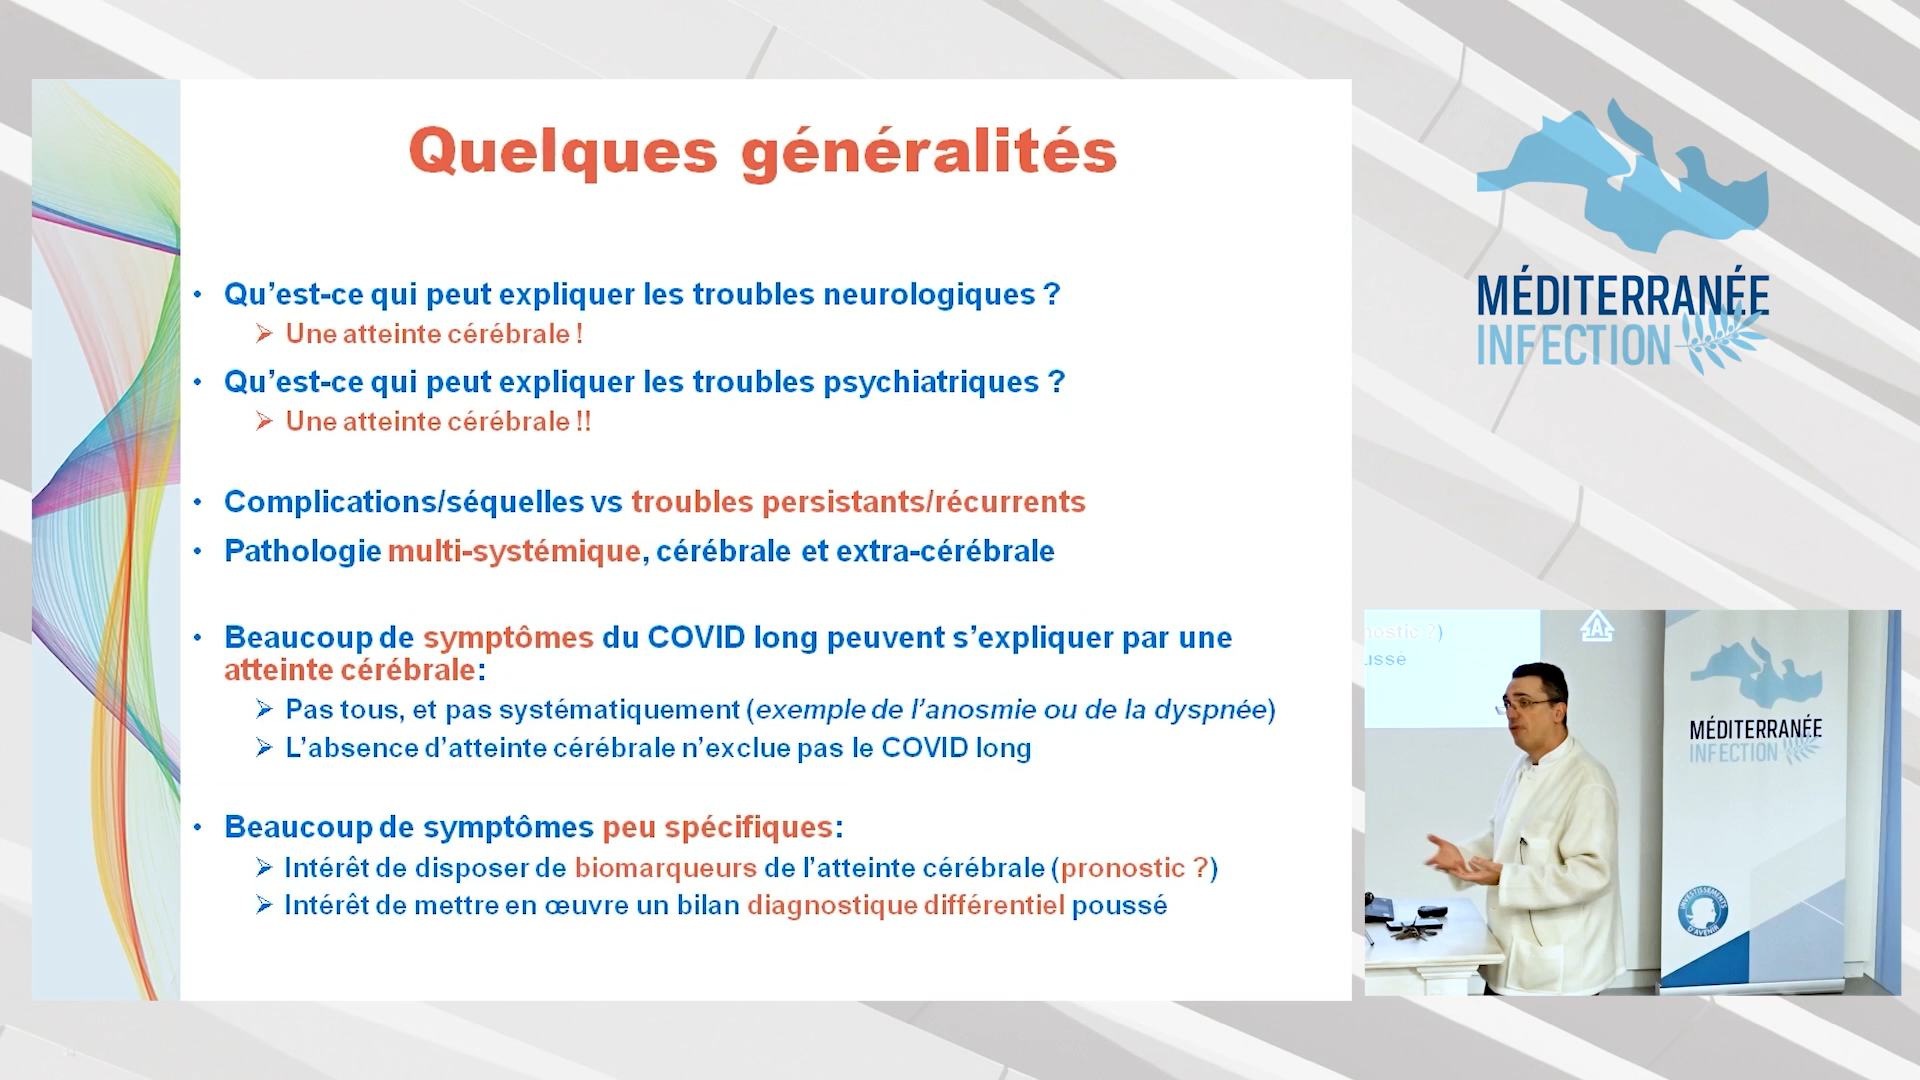 Quelques généralités
• Qu’est-ce qui peut expliquer les troubles neurologiques ?
➢ Une atteinte cérébrale !
• Qu’est-ce qui peut expliquer les troubles psychiatriques ?
➢ Une atteinte cérébrale !!
• Complications/séquelles vs troubles persistants/récurrents
• Pathologie multi-systémique, cérébrale et extra-cérébrale
• Beaucoup de symptômes du COVID long peuvent s’expliquer par une
atteinte cérébrale:
➢ Pas tous, et pas systématiquement (exemple de l’anosmie ou de la dyspnée)
➢ L’absence d’atteinte cérébrale n’exclue pas le COVID long
• Beaucoup de symptômes peu spécifiques:
➢ Intérêt de disposer de biomarqueurs de l’atteinte cérébrale (pronostic ?)
➢ Intérêt de mettre en œuvre un bilan diagnostique différentiel poussé
MÉDITERRANÉE
INFECTION
nostic ?)
ussé
A
MÉDITERRANÉE
INFECTION
INVESTISSEMENTS
D'AVENIR